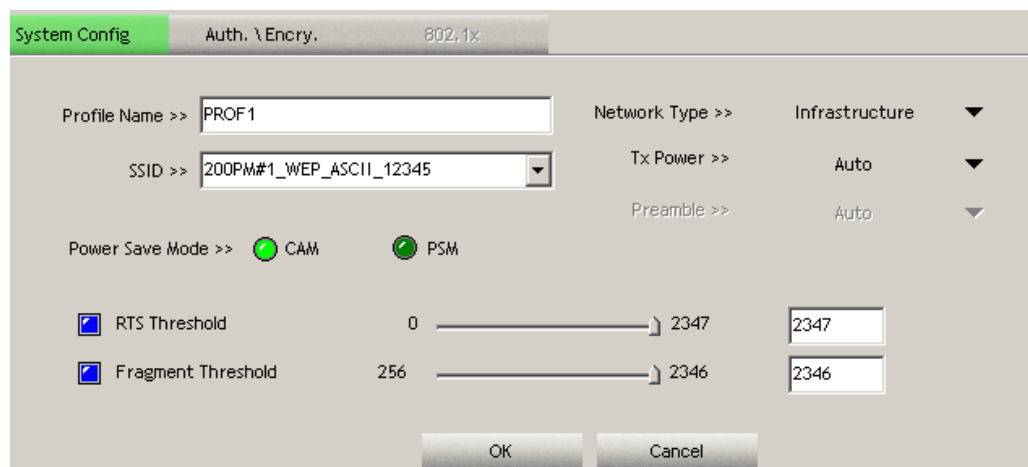 System Config Auth. \ Encry. 802.1x
Profile Name >> PROF1 Network Type >> Infrastructure
SSID >> 200PM#1_WEP_ASCII_12345 Tx Power >> Auto
Preamble >> Auto
Power Save Mode >> CAM PSM
RTS Threshold 0 2347 2347
Fragment Threshold 256 2346 2346
OK Cancel